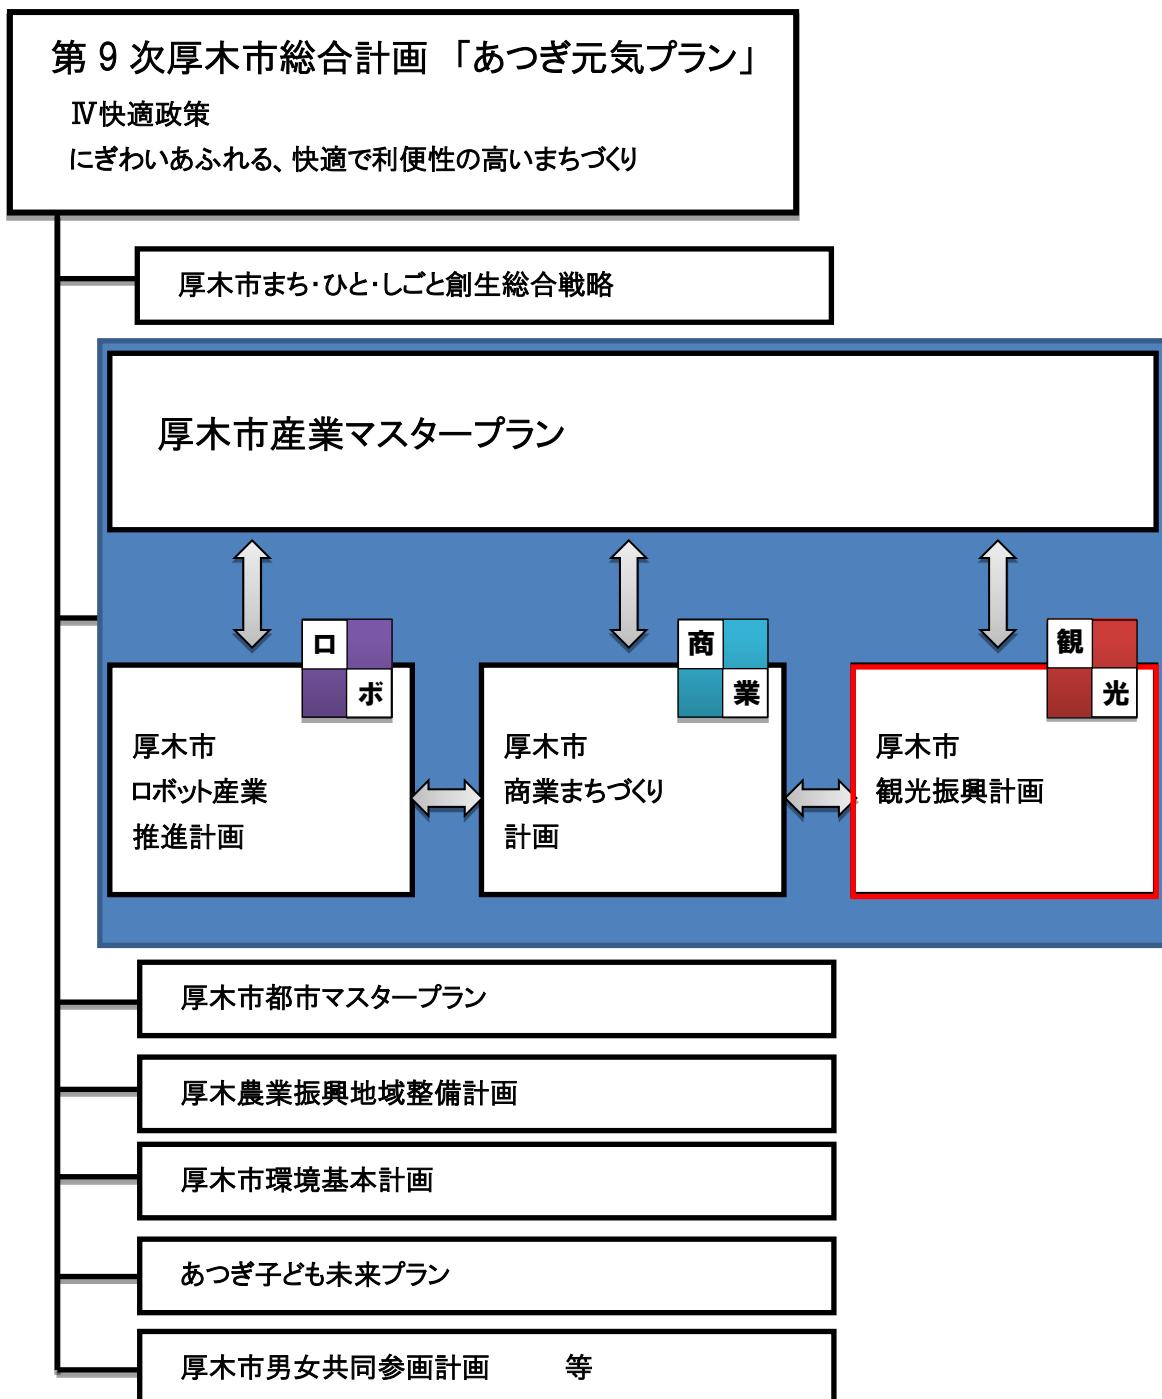 第９次厚木市総合計画 「あつぎ元気プラン」
Ⅳ快適政策
にぎわいあふれる、快適で利便性の高いまちづくり
厚木市まち・ひと・しごと創生総合戦略
厚木市産業マスタープラン
ロ
ボ
厚木市
ロボット産業
推進計画
商
業
厚木市
商業まちづくり
計画
観
光
厚木市
観光振興計画
厚木市都市マスタープラン
厚木農業振興地域整備計画
厚木市環境基本計画
あつぎ子ども未来プラン
厚木市男女共同参画計画　　等